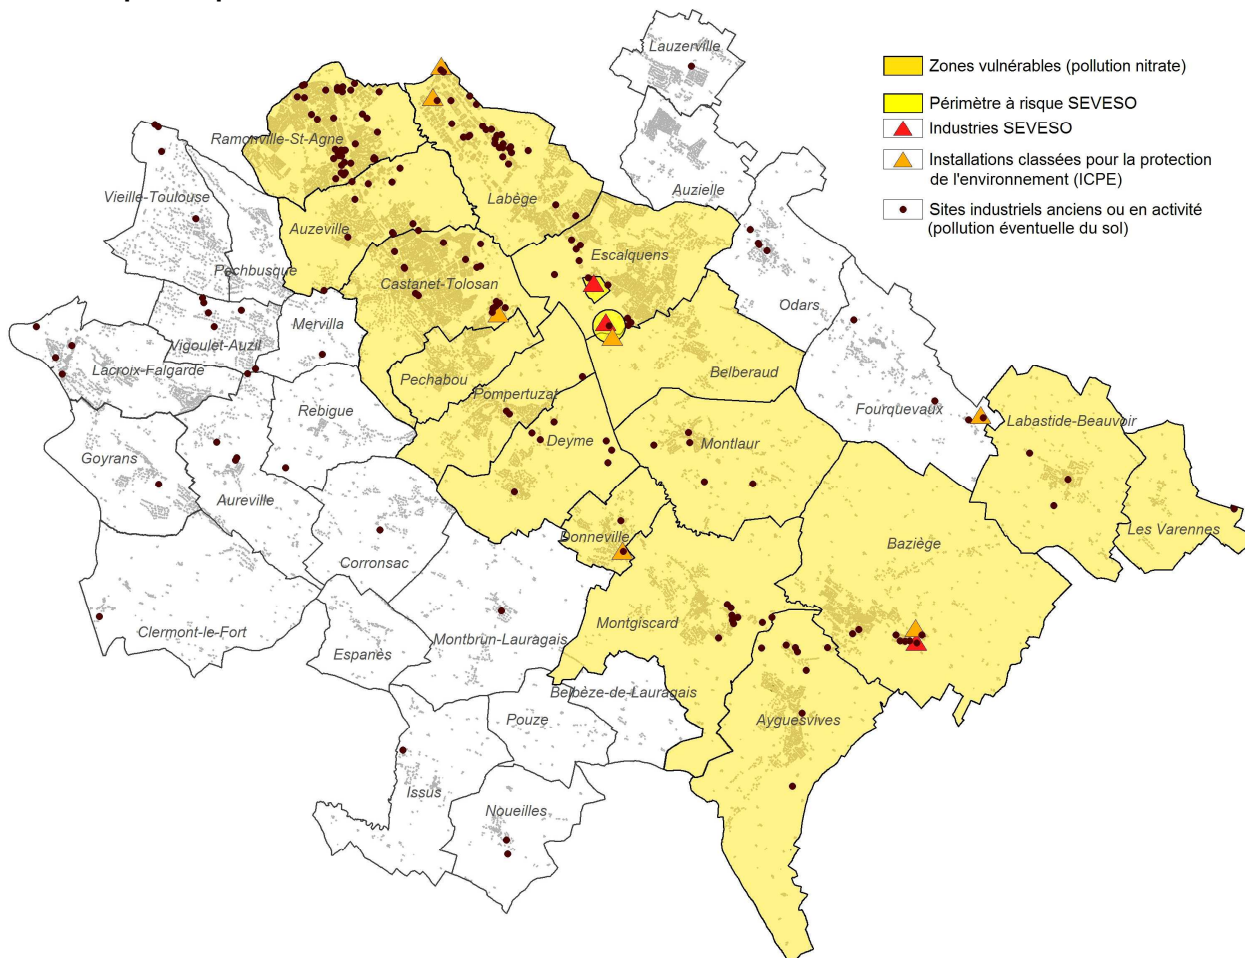 Lauzerville
Zones vulnérables (pollution nitrate)
Périmètre à risque SEVESO
Industries SEVESO
Installations classées pour la protection
de l'environnement (ICPE)
Sites industriels anciens ou en activité
(pollution éventuelle du sol)
Ramonville-St-Agne
Auzielle
Vieille-Toulouse
Labège
Auzeville
Escalquens
Pechbusque
Castanet-Tolosan
Odars
Mervilla
Vigoulet-Auzil
Lacroix-Falgarde
Pechabou
Belberaud
Pompertuzat
Rebigue
Fourquevaux
Labastide-Beauvoir
Deyme
Montlaur
Goyrans
Aureville
Les Varennes
Donneville
Baziège
Corronsac
Montgiscard
Clermont-le-Fort
Montbrun-Lauragais
Espanès
Belbèze-de-Lauragais
Pouze
Ayguesvives
Issus
Noueilles